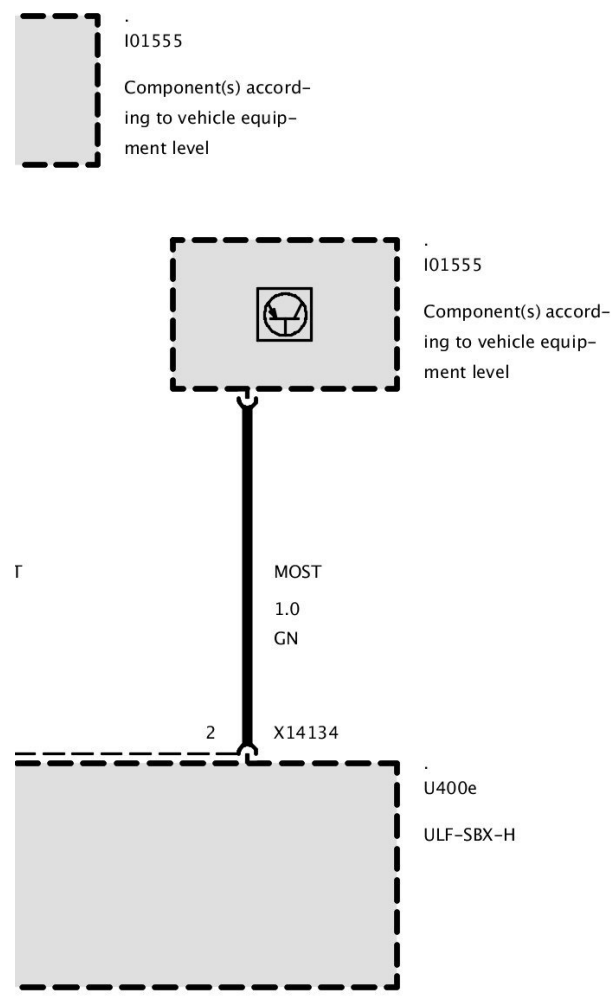 .
I01555
Component(s) accord-
ing to vehicle equip-
ment level
.
I01555
Component(s) accord-
ing to vehicle equip-
ment level
T
MOST
1.0
GN
2
X14134
.
U400e
ULF-SBX-H